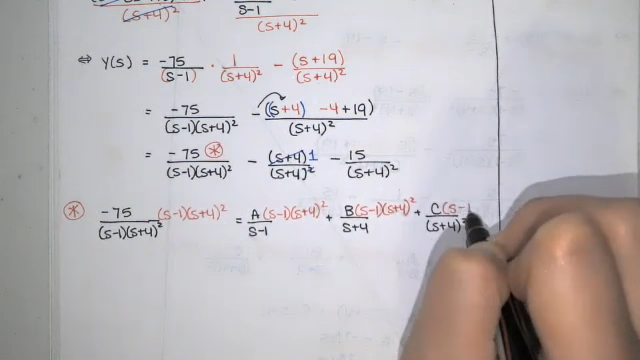 (s+4)² s-1
(s+4)²
⇔ Y(s) = -75/(s-1) · 1/(s+4)² - (s+19)/(s+4)²
= -75/((s-1)(s+4)²) - ((s+4) -4+19)/(s+4)²
= -75 ⊛/((s-1)(s+4)²) - (s+4)1/(s+4)² - 15/(s+4)²
⊛ -75 (s-1)(s+4)²/((s-1)(s+4)²) = A(s-1)(s+4)²/(s-1) + B(s-1)(s+4)²/(s+4) + C(s-1/(s+4)²